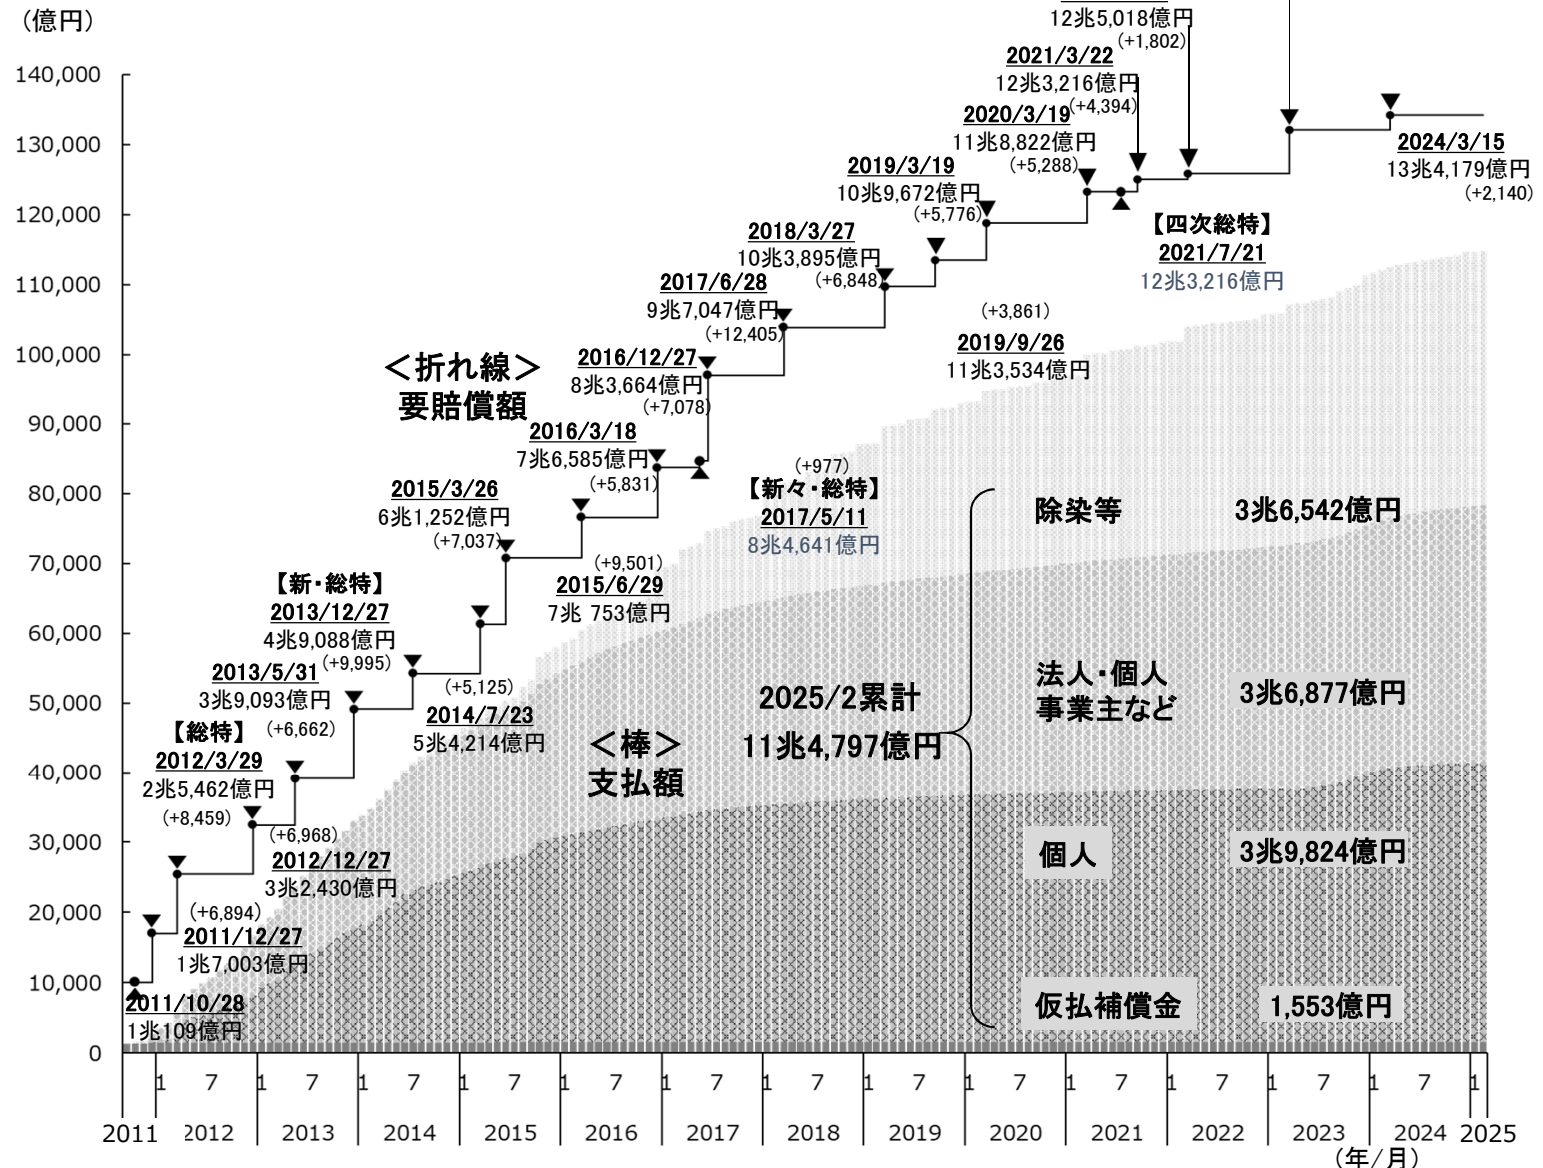 （億円）
140,000
130,000
120,000
110,000
100,000
90,000
80,000
70,000
60,000
50,000
40,000
30,000
20,000
10,000
0
12兆5,018億円
（+1,802）
2021/3/22
12兆3,216億円
（+4,394）
2020/3/19
11兆8,822億円
（+5,288）
2019/3/19
10兆9,672億円
（+5,776）
2018/3/27
10兆3,895億円
（+6,848）
2017/6/28
9兆7,047億円
（+12,405）
2016/12/27
8兆3,664億円
（+7,078）
2016/3/18
7兆6,585億円
（+5,831）
2015/3/26
6兆1,252億円
（+7,037）
【新・総特】
2013/12/27
4兆9,088億円
（+9,995）
2013/5/31
3兆9,093億円
（+6,662）
【総特】
2012/3/29
2兆5,462億円
（+8,459）
（+6,968）
2012/12/27
3兆2,430億円
（+6,894）
2011/12/27
1兆7,003億円
2011/10/28
1兆109億円
（+5,125）
2014/7/23
5兆4,214億円
（+9,501）
2015/6/29
7兆 753億円
（+977）
【新々・総特】
2017/5/11
8兆4,641億円
（+3,861）
2019/9/26
11兆3,534億円
【四次総特】
2021/7/21
12兆3,216億円
2024/3/15
13兆4,179億円
（+2,140）
＜折れ線＞
要賠償額
＜棒＞
支払額
2025/2累計
11兆4,797億円
除染等 3兆6,542億円
法人・個人
事業主など 3兆6,877億円
個人 3兆9,824億円
仮払補償金 1,553億円
1 7 1 7 1 7 1 7 1 7 1 7 1 7 1 7 1 7 1 7 1 7 1 7 1 7 1
2011 2012 2013 2014 2015 2016 2017 2018 2019 2020 2021 2022 2023 2024 2025
（年/月）